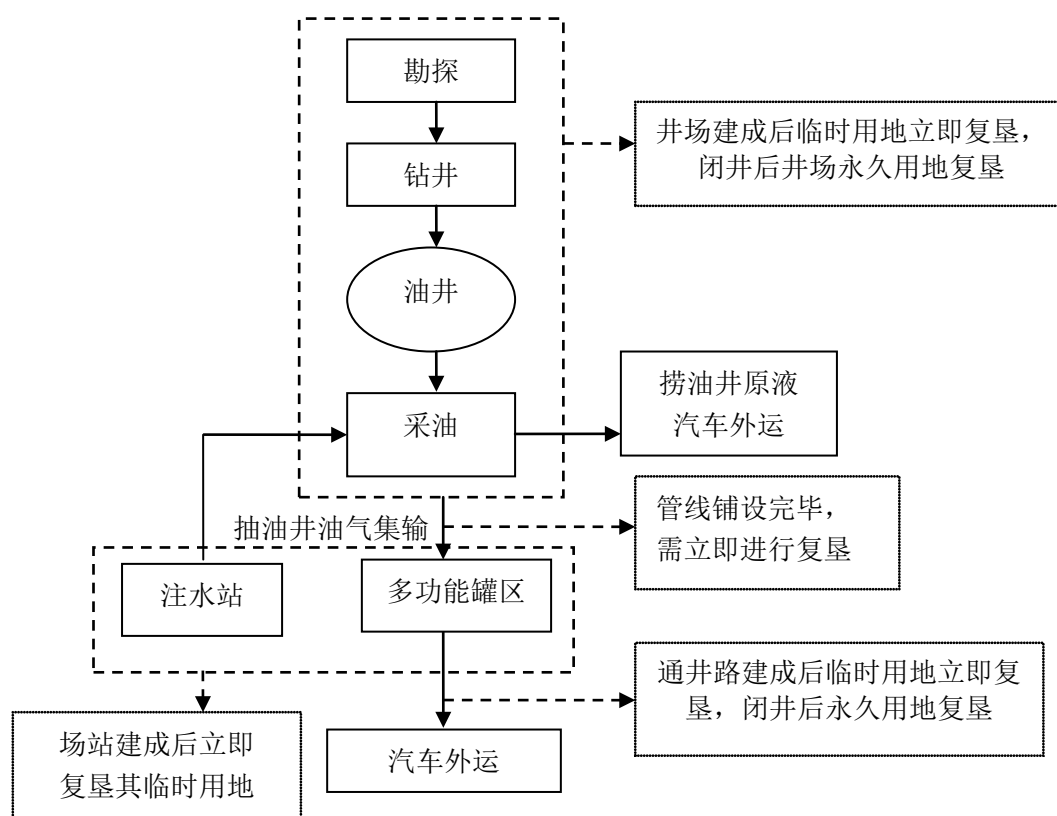 勘探
井场建成后临时用地立即复垦，
闭井后井场永久用地复垦
钻井
油井
捞油井原液
汽车外运
采油
管线铺设完毕，
需立即进行复垦
抽油井油气集输
注水站
多功能罐区
通井路建成后临时用地立即复
垦，闭井后永久用地复垦
场站建成后立即
复垦其临时用地
汽车外运